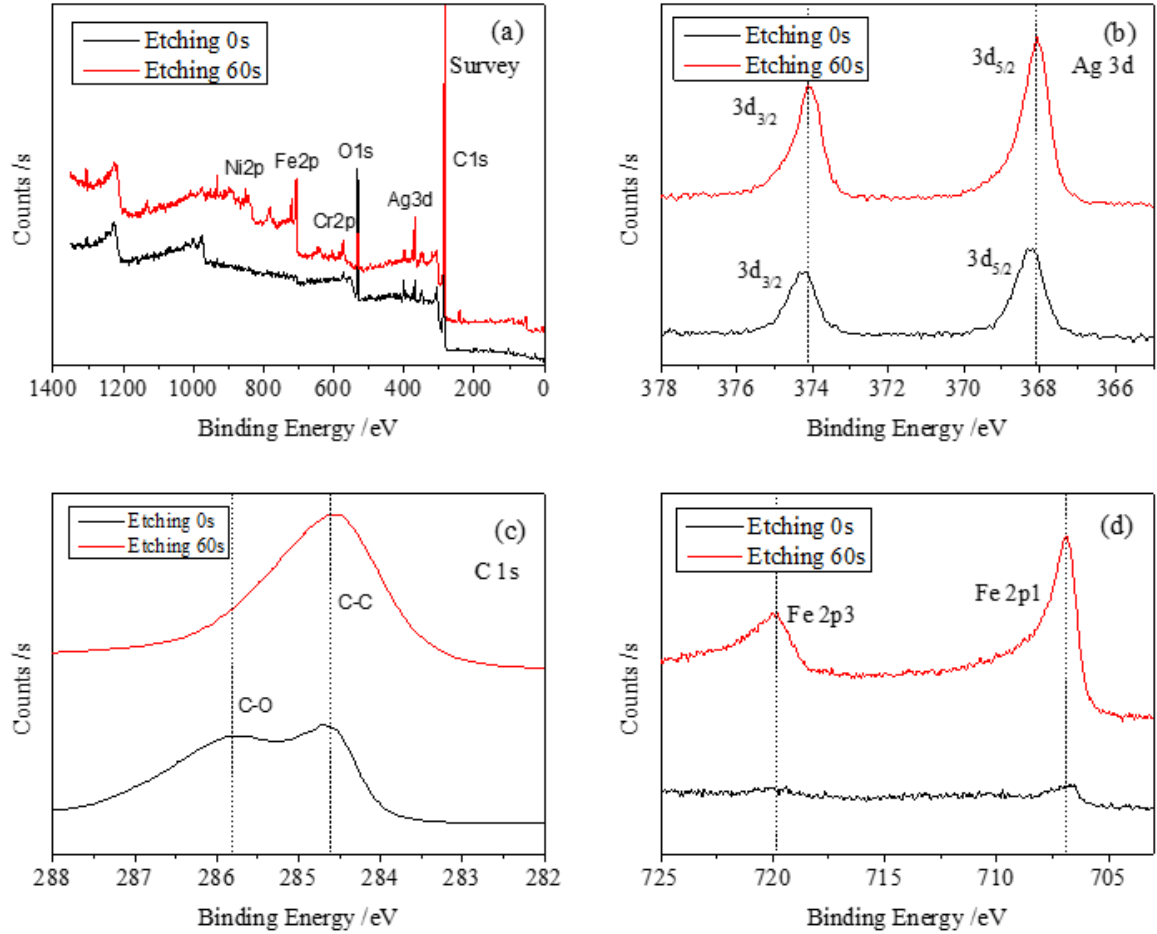 Etching 0s
Etching 60s
(a)
Survey
Ni2p
Fe2p
O1s
C1s
Cr2p
Ag3d
Counts /s
1400 1200 1000 800 600 400 200 0
Binding Energy /eV
Etching 0s
Etching 60s
(b)
3d5/2
Ag 3d
3d3/2
3d3/2
3d5/2
Counts /s
378 376 374 372 370 368 366
Binding Energy /eV
Etching 0s
Etching 60s
(c)
C 1s
C-C
C-O
Counts /s
288 287 286 285 284 283 282
Binding Energy /eV
Etching 0s
Etching 60s
(d)
Fe 2p3
Fe 2p1
Counts /s
725 720 715 710 705
Binding Energy /eV